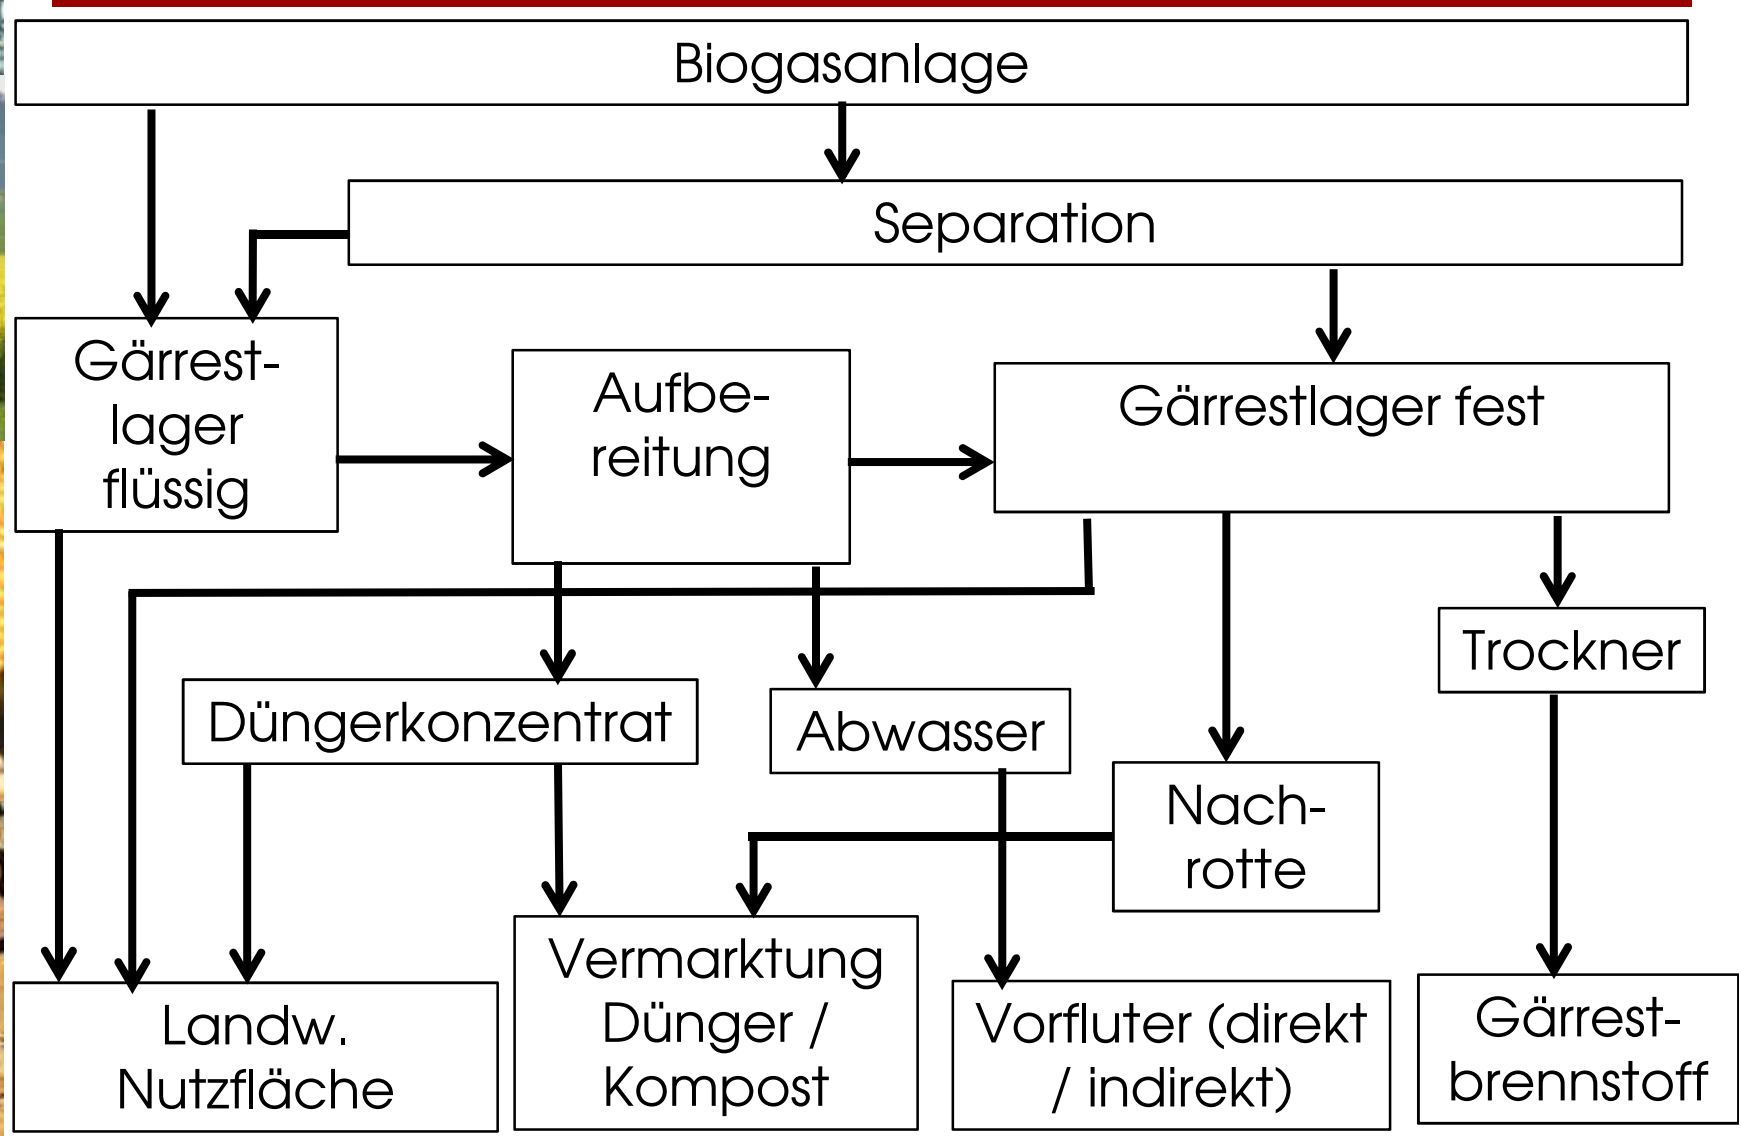 Biogasanlage
Separation
Gärrest-
lager
flüssig
Aufbe-
reitung
Gärrestlager fest
Trockner
Düngerkonzentrat
Abwasser
Nach-
rotte
Landw.
Nutzfläche
Vermarktung
Dünger /
Kompost
Vorfluter (direkt
/ indirekt)
Gärrest-
brennstoff